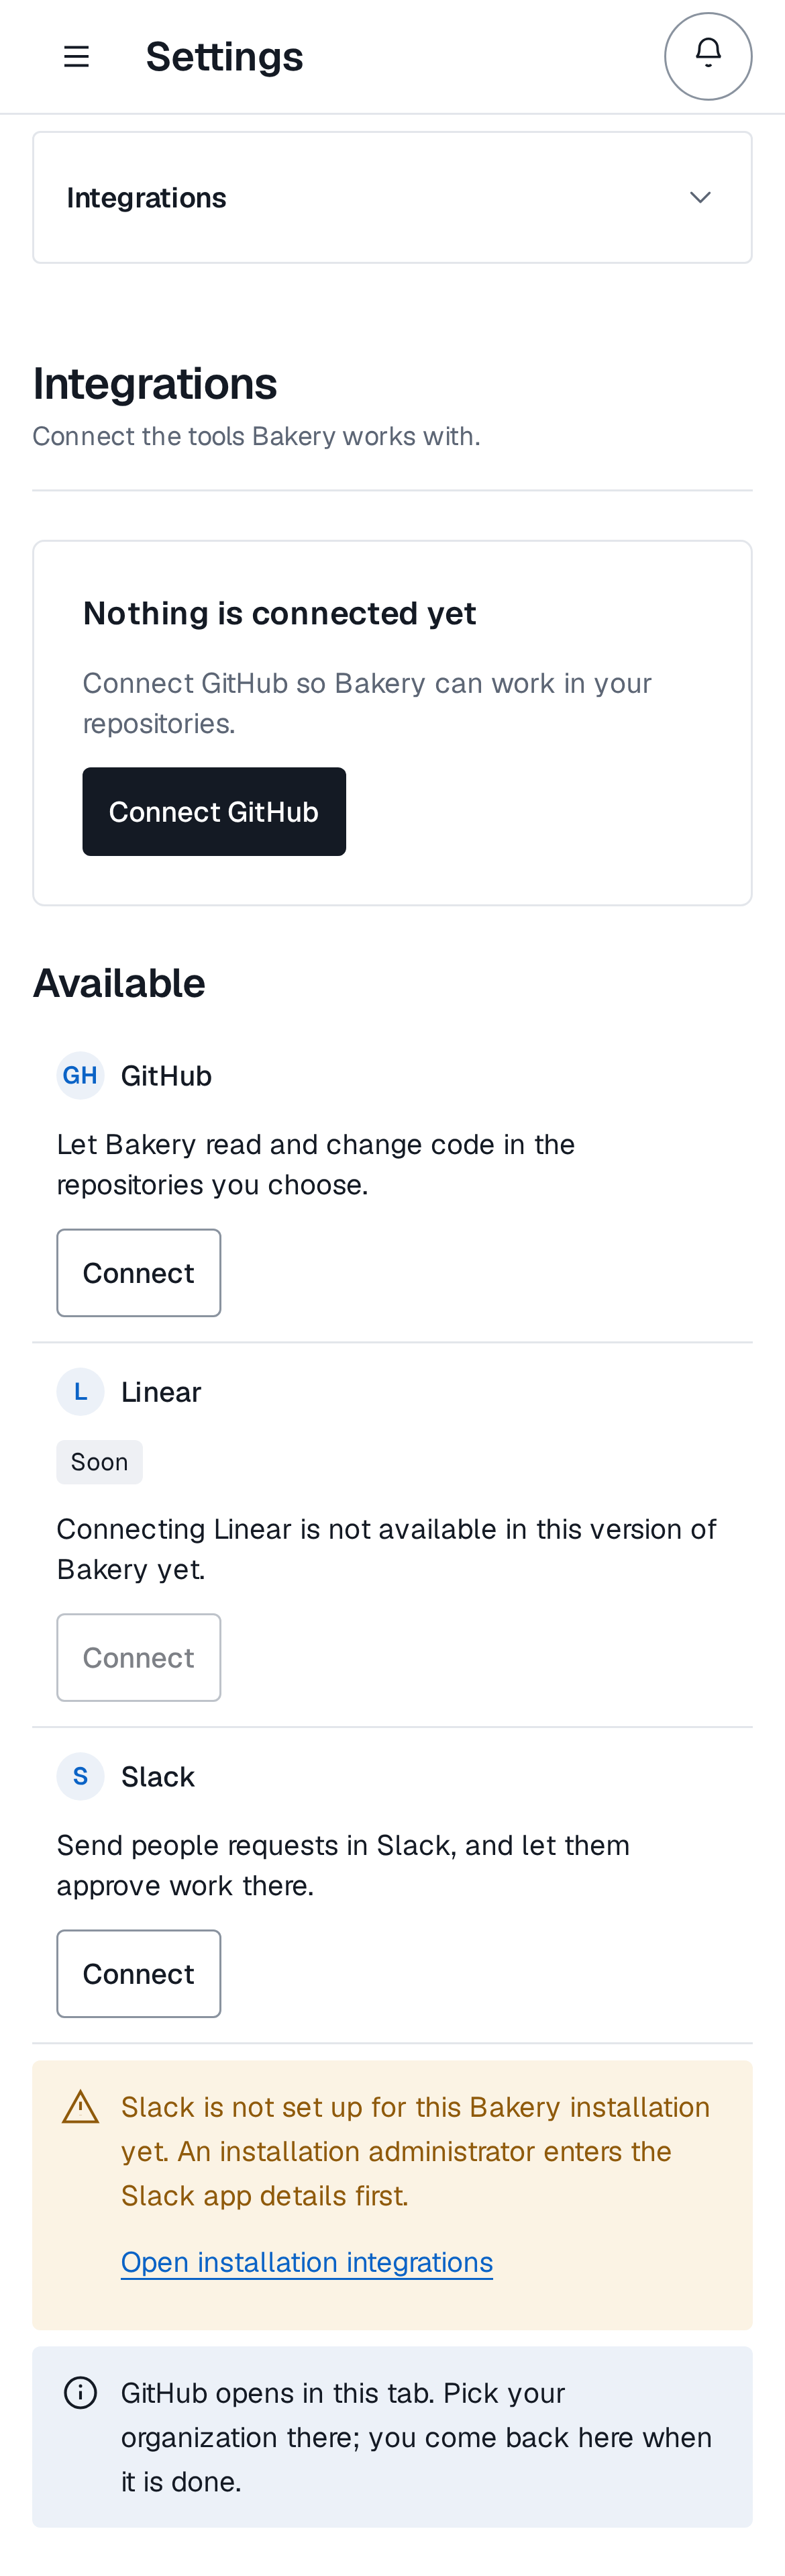 Settings
Integrations
Integrations
Connect the tools Bakery works with.
Nothing is connected yet
Connect GitHub so Bakery can work in your
repositories.
Connect GitHub
Available
GH GitHub
Let Bakery read and change code in the
repositories you choose.
Connect
L Linear
Soon
Connecting Linear is not available in this version of
Bakery yet.
Connect
S Slack
Send people requests in Slack, and let them
approve work there.
Connect
Slack is not set up for this Bakery installation
yet. An installation administrator enters the
Slack app details first.
Open installation integrations
GitHub opens in this tab. Pick your
organization there; you come back here when
it is done.